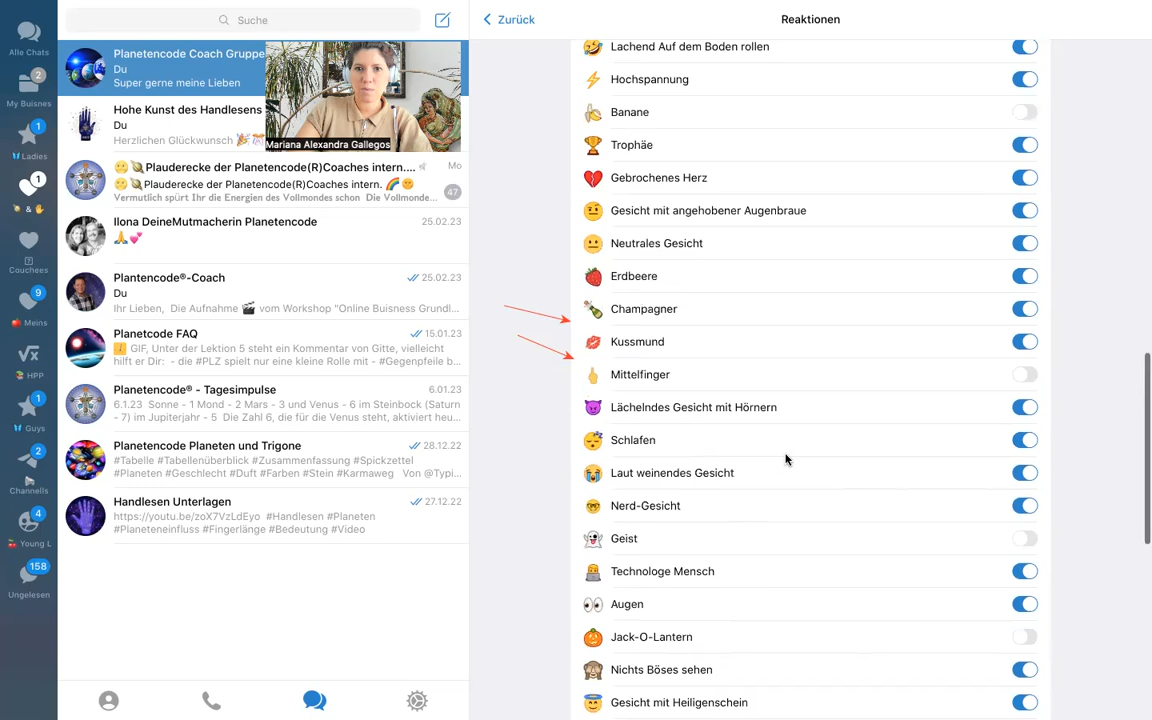 Alle Chats
2
My Buisnes
1
Ladies
1
&
Couchees
9
Meins
√x
HPP
1
Guys
2
Channells
4
Young L
158
Ungelesen
Suche
Planetencode Coach Gruppe
Du
Super gerne meine Lieben
Mariana Alexandra Gallegos
Hohe Kunst des Handlesens
Du
Herzlichen Glückwunsch 🎉🎊
🌝🪐Plauderecke der Planetencode(R)Coaches intern....
Mo
🌝🪐Plauderecke der Planetencode(R)Coaches intern. 🌈🌞
Vermutlich spürt Ihr die Energien des Vollmondes schon Die Vollmonde...
47
Ilona DeineMutmacherin Planetencode
25.02.23
🙏💕
Plantencode®-Coach
25.02.23
Du
Ihr Lieben, Die Aufnahme 🎬 vom Workshop "Online Buisness Grundl...
Planetcode FAQ
15.01.23
GIF, Unter der Lektion 5 steht ein Kommentar von Gitte, vielleicht
hilft er Dir: - die #PLZ spielt nur eine kleine Rolle mit - #Gegenpfeile b...
Planetencode® - Tagesimpulse
6.01.23
6.1.23 Sonne - 1 Mond - 2 Mars - 3 und Venus - 6 im Steinbock (Saturn
- 7) im Jupiterjahr - 5 Die Zahl 6, die für die Venus steht, aktiviert heu...
Planetencode Planeten und Trigone
28.12.22
#Tabelle #Tabellenüberblick #Zusammenfassung #Spickzettel
#Planeten #Geschlecht #Duft #Farben #Stein #Karmaweg Von @Typi...
Handlesen Unterlagen
27.12.22
https://youtu.be/zoX7VzLdEyo #Handlesen #Planeten
#Planeteneinfluss #Fingerlänge #Bedeutung #Video
Zurück
Reaktionen
Lachend Auf dem Boden rollen
Hochspannung
Banane
Trophäe
Gebrochenes Herz
Gesicht mit angehobener Augenbraue
Neutrales Gesicht
Erdbeere
Champagner
Kussmund
Mittelfinger
Lächelndes Gesicht mit Hörnern
Schlafen
Laut weinendes Gesicht
Nerd-Gesicht
Geist
Technologe Mensch
Augen
Jack-O-Lantern
Nichts Böses sehen
Gesicht mit Heiligenschein